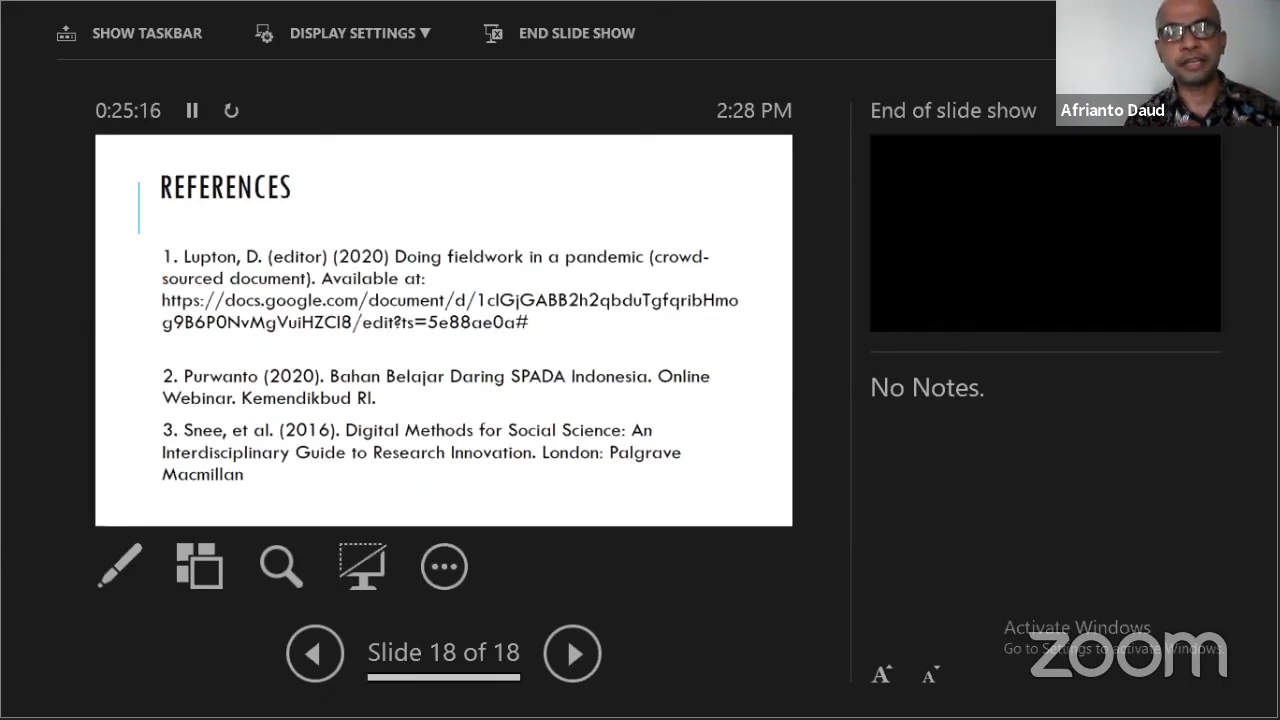 SHOW TASKBAR
DISPLAY SETTINGS ▼
END SLIDE SHOW
Afrianto Daud
0:25:16
2:28 PM
End of slide show
REFERENCES
1. Lupton, D. (editor) (2020) Doing fieldwork in a pandemic (crowd-
sourced document). Available at:
https://docs.google.com/document/d/1clGjGABB2h2qbduTgfqribHmo
g9B6P0NvMgVuiHZCl8/edit?ts=5e88ae0a#
2. Purwanto (2020). Bahan Belajar Daring SPADA Indonesia. Online
Webinar. Kemendikbud RI.
3. Snee, et al. (2016). Digital Methods for Social Science: An
Interdisciplinary Guide to Research Innovation. London: Palgrave
Macmillan
No Notes.
Slide 18 of 18
A A
Activate Windows
Go to Settings to activate Windows.
zoom